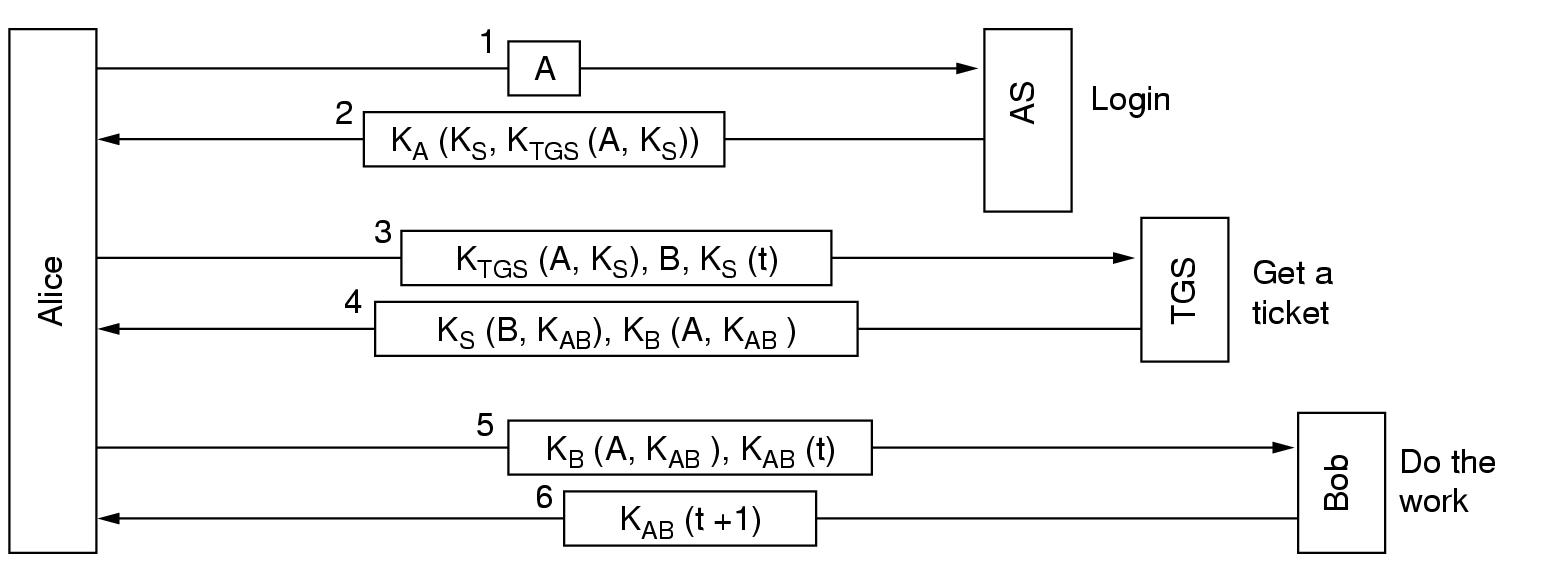 1
A
AS
Login
2
K_A (K_S, K_TGS (A, K_S))
Alice
3
K_TGS (A, K_S), B, K_S (t)
TGS
Get a
ticket
4
K_S (B, K_AB), K_B (A, K_AB )
5
K_B (A, K_AB ), K_AB (t)
Bob
Do the
work
6
K_AB (t +1)